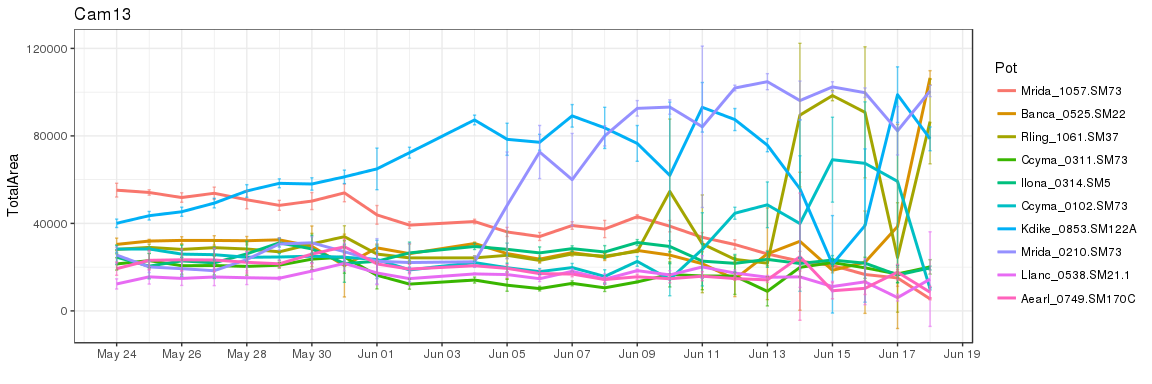 Cam13
TotalArea
120000
80000
40000
0
May 24 May 26 May 28 May 30 Jun 01 Jun 03 Jun 05 Jun 07 Jun 09 Jun 11 Jun 13 Jun 15 Jun 17 Jun 19
Pot
Mrida_1057.SM73
Banca_0525.SM22
Rling_1061.SM37
Ccyma_0311.SM73
Ilona_0314.SM5
Ccyma_0102.SM73
Kdike_0853.SM122A
Mrida_0210.SM73
Llanc_0538.SM21.1
Aearl_0749.SM170C